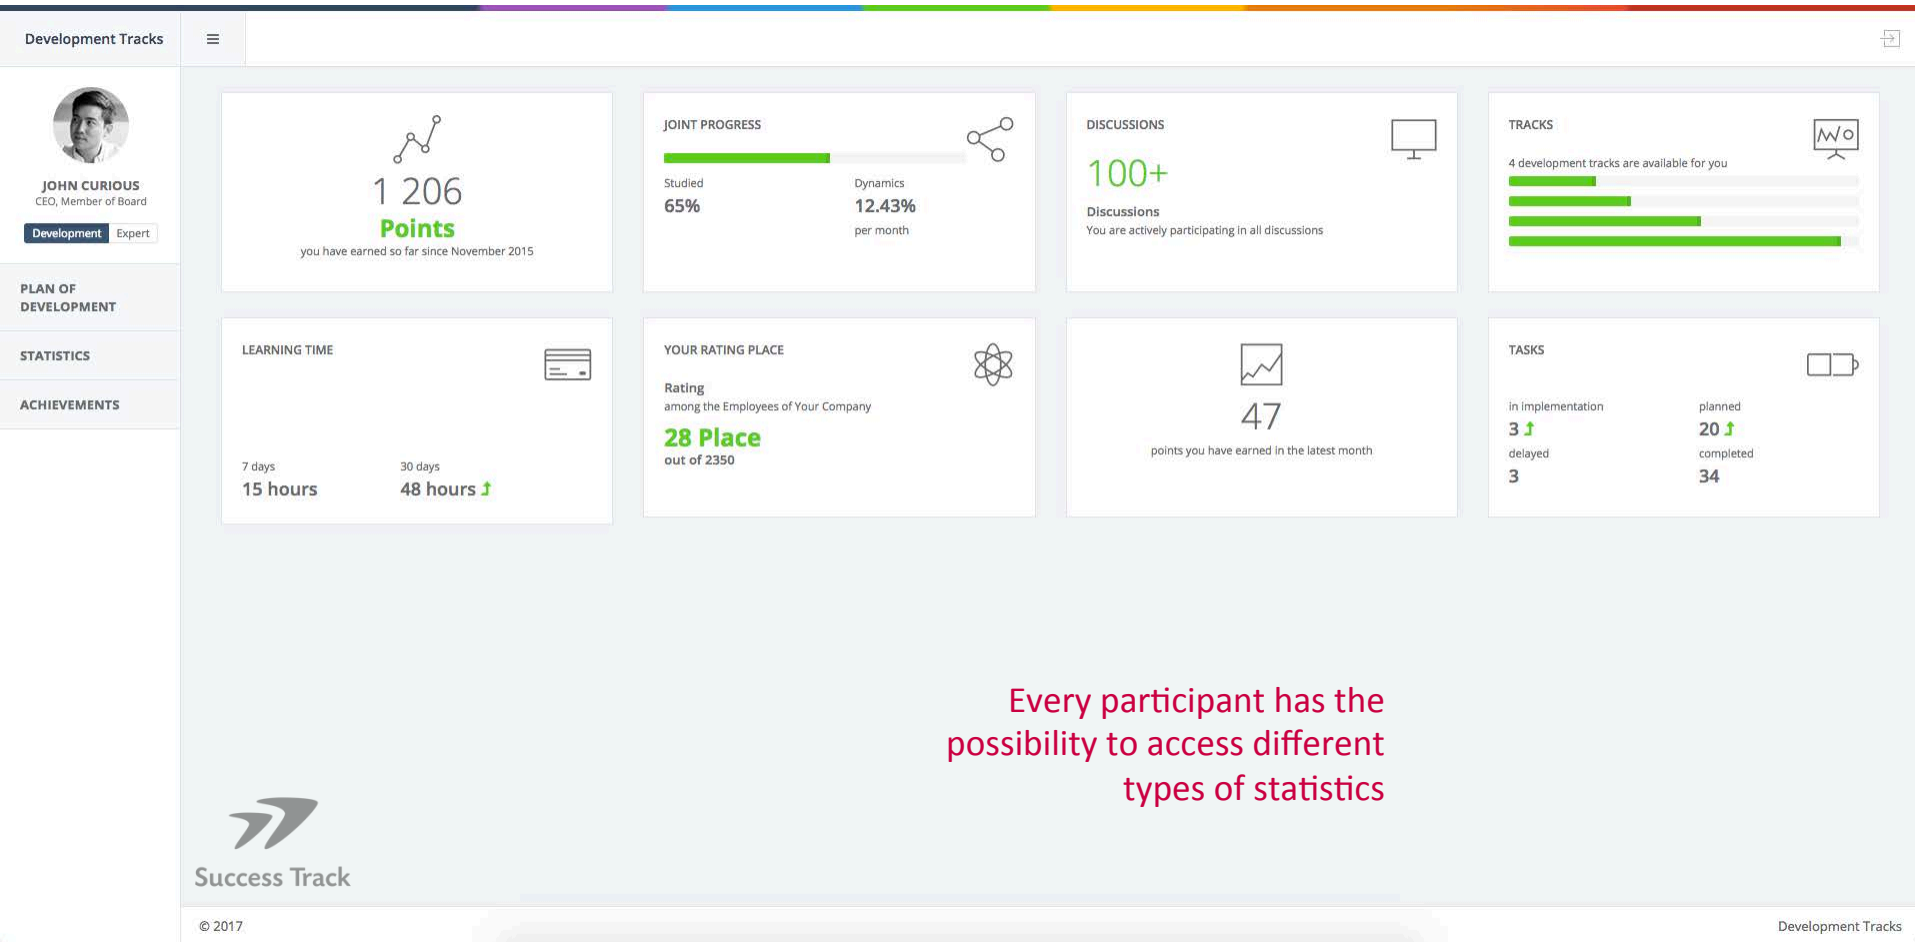 Development Tracks
JOHN CURIOUS
CEO, Member of Board
Development Expert
PLAN OF
DEVELOPMENT
STATISTICS
ACHIEVEMENTS
1 206
Points
you have earned so far since November 2015
JOINT PROGRESS
Studied
65%
Dynamics
12.43%
per month
DISCUSSIONS
100+
Discussions
You are actively participating in all discussions
TRACKS
4 development tracks are available for you
LEARNING TIME
7 days
15 hours
30 days
48 hours
YOUR RATING PLACE
Rating
among the Employees of Your Company
28 Place
out of 2350
47
points you have earned in the latest month
TASKS
in implementation
3
planned
20
delayed
3
completed
34
Every participant has the
possibility to access different
types of statistics
Success Track
© 2017
Development Tracks